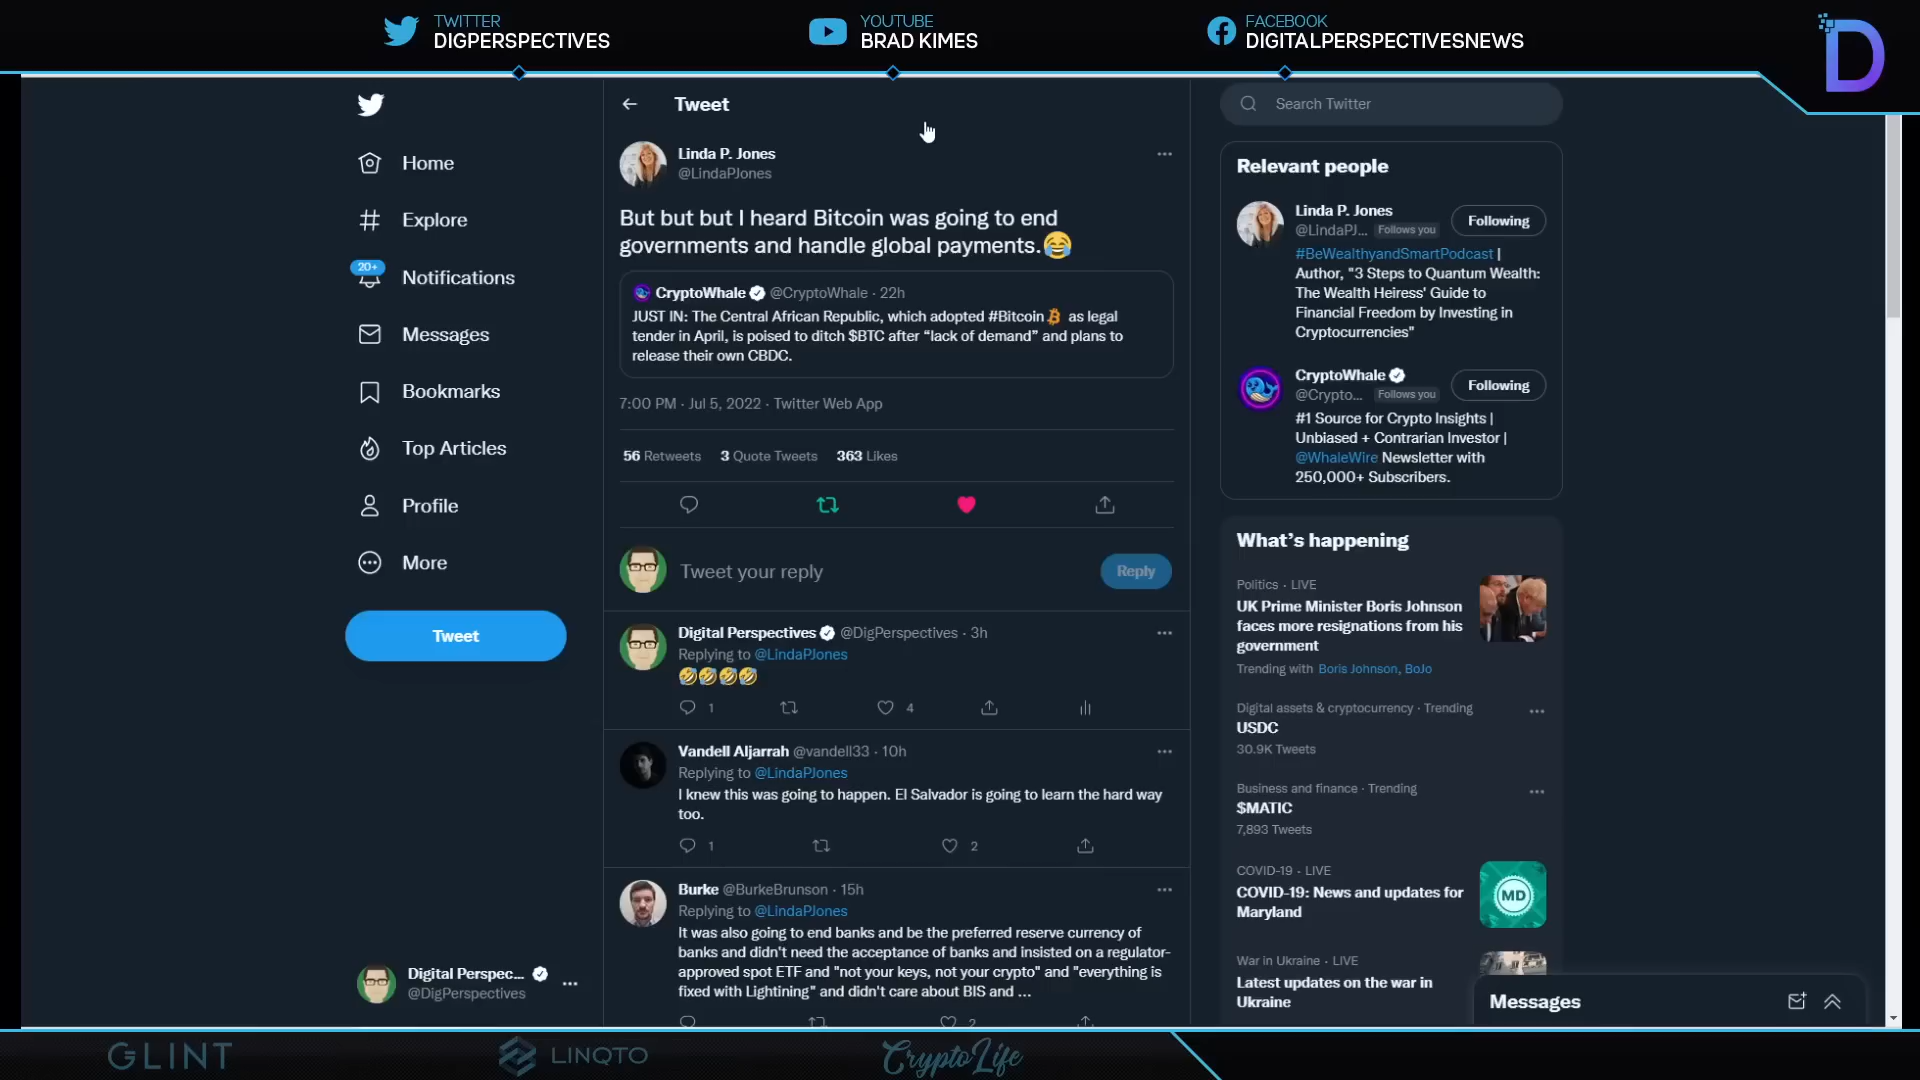 TWITTER
DIGPERSPECTIVES
YOUTUBE
BRAD KIMES
FACEBOOK
DIGITALPERSPECTIVESNEWS
D
Home
Explore
20+
Notifications
Messages
Bookmarks
Top Articles
Profile
More
Tweet
Digital Perspec...
@DigPerspectives
Tweet
Linda P. Jones
@LindaPJones
But but but I heard Bitcoin was going to end
governments and handle global payments.😂
CryptoWhale @CryptoWhale · 22h
JUST IN: The Central African Republic, which adopted #Bitcoin as legal
tender in April, is poised to ditch $BTC after “lack of demand” and plans to
release their own CBDC.
7:00 PM · Jul 5, 2022 · Twitter Web App
56 Retweets 3 Quote Tweets 363 Likes
Tweet your reply
Reply
Digital Perspectives @DigPerspectives · 3h
Replying to @LindaPJones
🤣🤣🤣🤣
1 4
Vandell Aljarrah @vandell33 · 10h
Replying to @LindaPJones
I knew this was going to happen. El Salvador is going to learn the hard way
too.
1 2
Burke @BurkeBrunson · 15h
Replying to @LindaPJones
It was also going to end banks and be the preferred reserve currency of
banks and didn't need the acceptance of banks and insisted on a regulator-
approved spot ETF and "not your keys, not your crypto" and "everything is
fixed with Lightining" and didn't care about BIS and ...
2
Search Twitter
Relevant people
Linda P. Jones
@LindaPJ... Follows you
Following
#BeWealthyandSmartPodcast |
Author, "3 Steps to Quantum Wealth:
The Wealth Heiress' Guide to
Financial Freedom by Investing in
Cryptocurrencies"
CryptoWhale
@Crypto... Follows you
Following
#1 Source for Crypto Insights |
Unbiased + Contrarian Investor |
@WhaleWire Newsletter with
250,000+ Subscribers.
What's happening
Politics · LIVE
UK Prime Minister Boris Johnson
faces more resignations from his
government
Trending with Boris Johnson, BoJo
Digital assets & cryptocurrency · Trending
USDC
30.9K Tweets
Business and finance · Trending
$MATIC
7,893 Tweets
COVID-19 · LIVE
COVID-19: News and updates for
Maryland
MD
War in Ukraine · LIVE
Latest updates on the war in
Ukraine
Messages
GLINT
LINQTO
CryptoLife